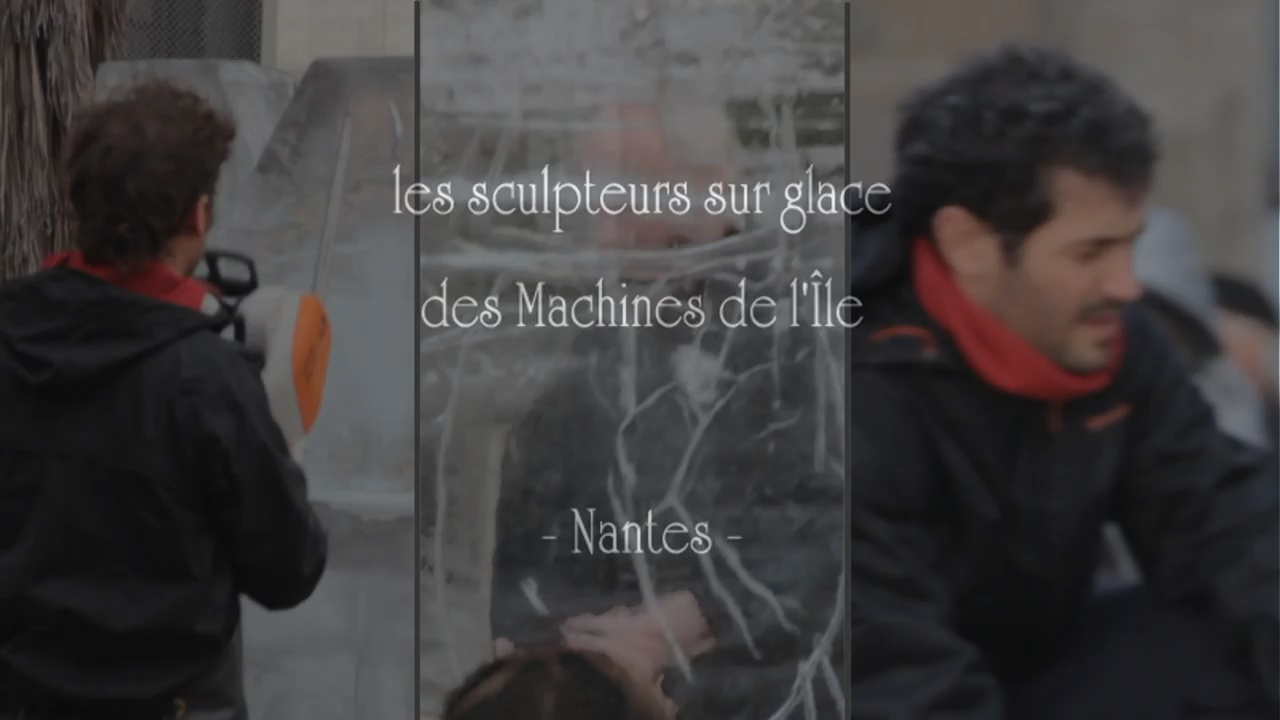 les sculpteurs sur glace
des Machines de l'Île
- Nantes -